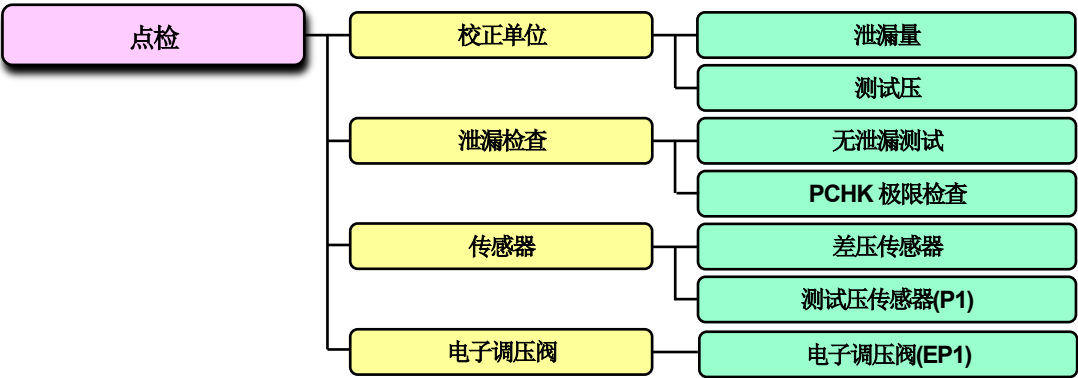 点检
校正单位
泄漏量
测试压
泄漏检查
无泄漏测试
PCHK 极限检查
传感器
差压传感器
测试压传感器(P1)
电子调压阀
电子调压阀(EP1)